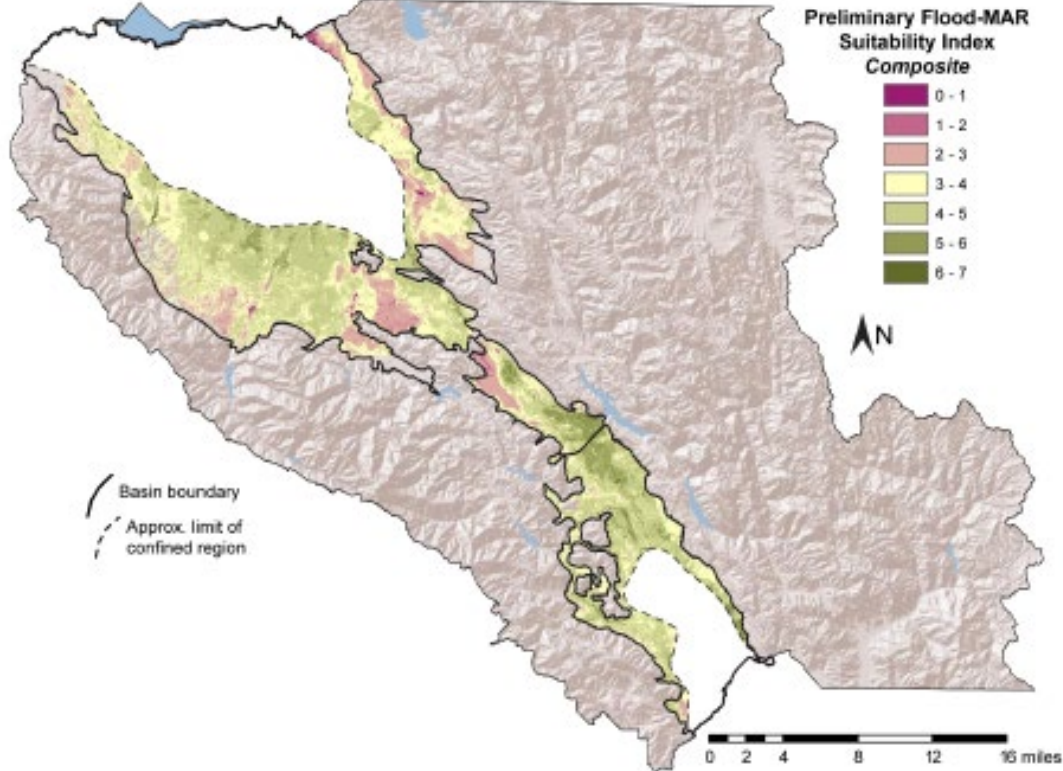 Preliminary Flood-MAR
Suitability Index
Composite
0 - 1
1 - 2
2 - 3
3 - 4
4 - 5
5 - 6
6 - 7
N
Basin boundary
Approx. limit of
confined region
0 2 4 8 12 16 miles